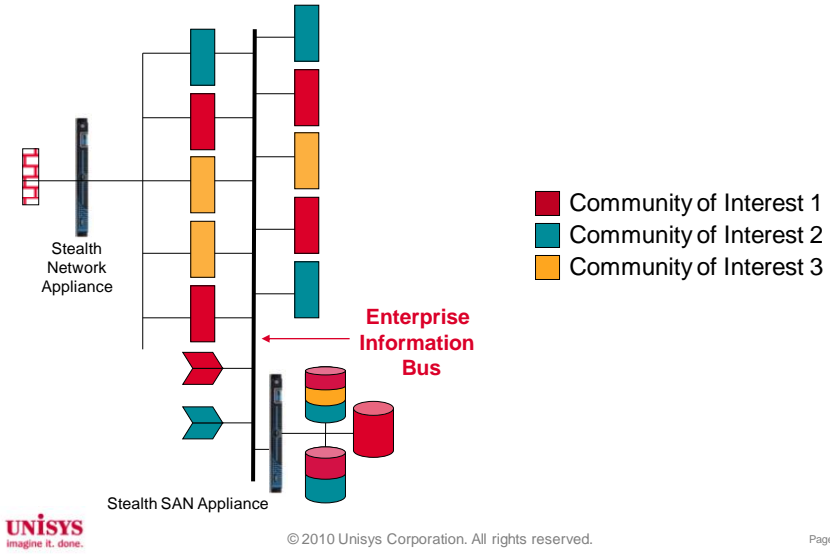 Stealth
Network
Appliance
Community of Interest 1
Community of Interest 2
Community of Interest 3
Enterprise
Information
Bus
Stealth SAN Appliance
UNISYS
imagine it. done.
© 2010 Unisys Corporation. All rights reserved.
Page